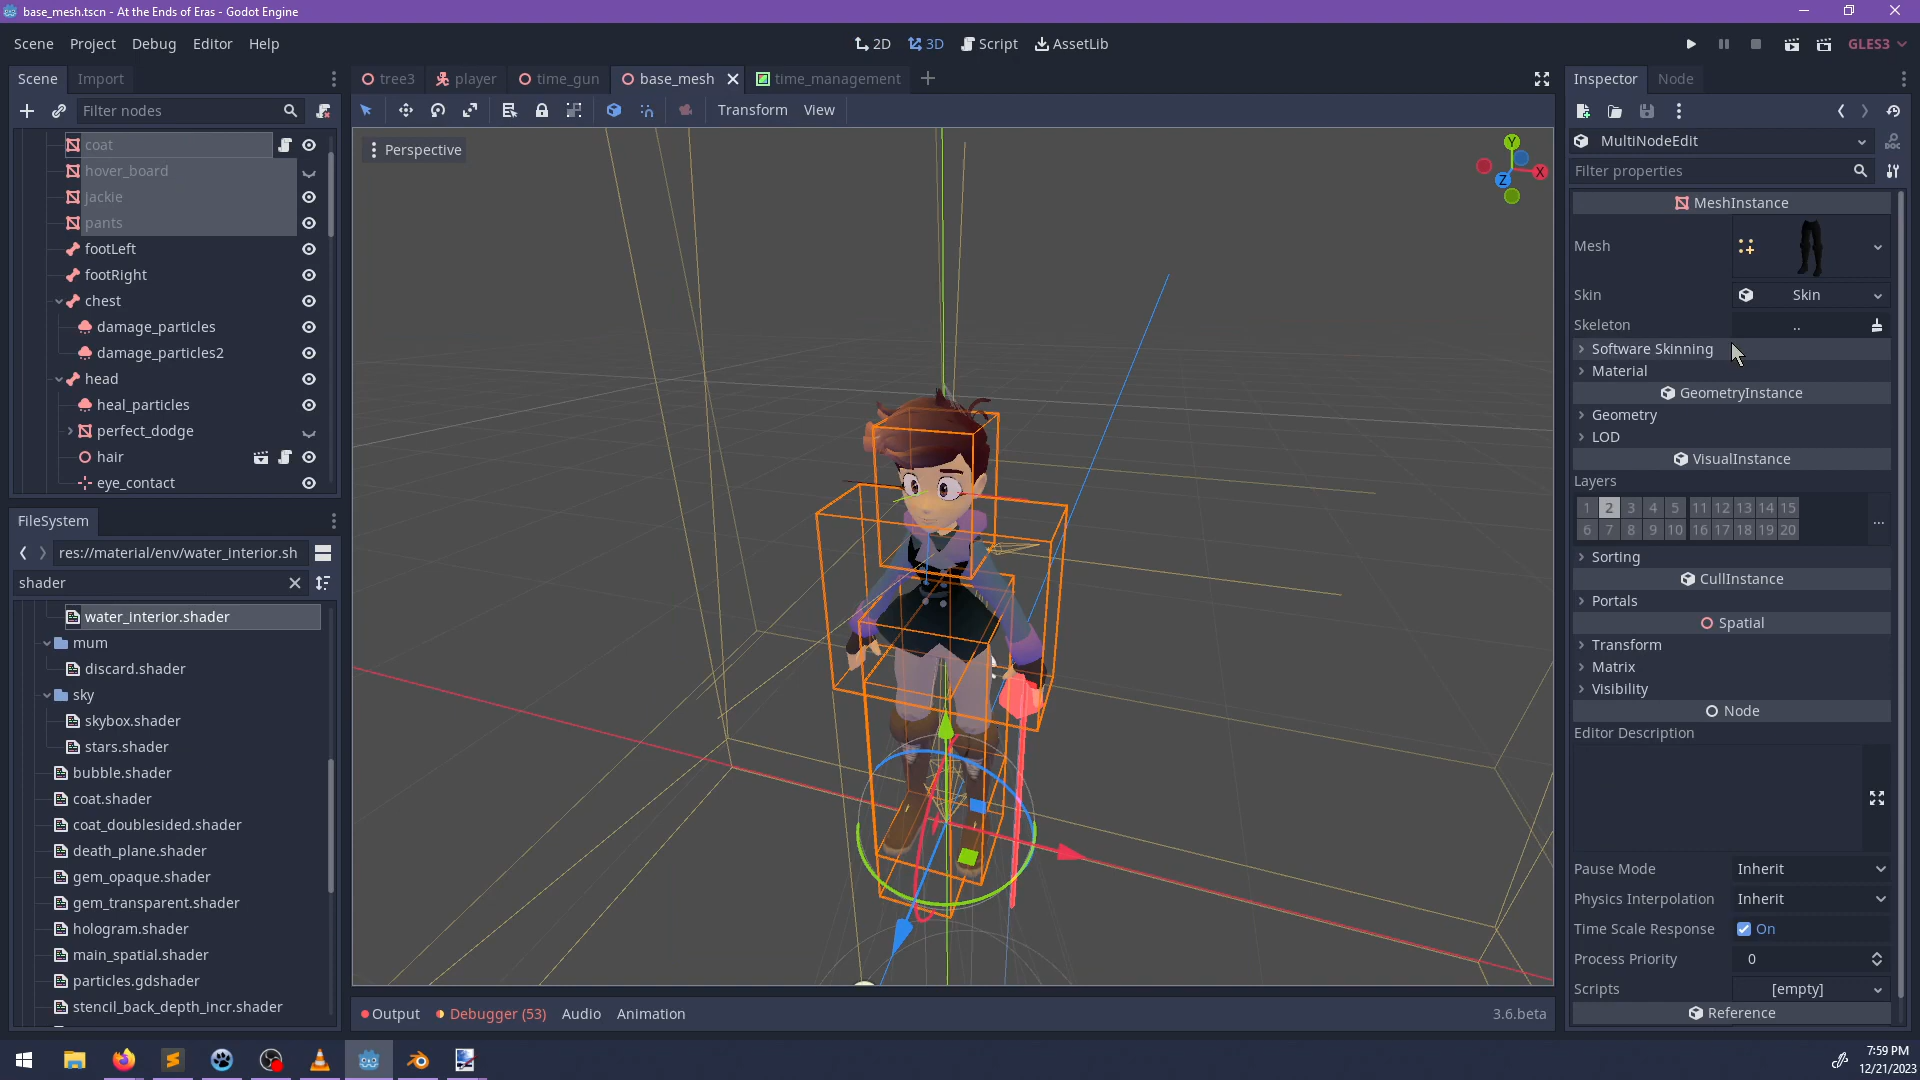 base_mesh.tscn - At the Ends of Eras - Godot Engine
Scene Project Debug Editor Help
2D 3D Script AssetLib
GLES3
Scene Import
tree3 player time_gun base_mesh time_management
Inspector Node
Filter nodes
Transform View
coat
hover_board
Jackie
pants
footLeft
footRight
chest
damage_particles
damage_particles2
head
heal_particles
perfect_dodge
hair
eye_contact
FileSystem
res://material/env/water_interior.sh
shader
water_interior.shader
mum
discard.shader
sky
skybox.shader
stars.shader
bubble.shader
coat.shader
coat_doublesided.shader
death_plane.shader
gem_opaque.shader
gem_transparent.shader
hologram.shader
main_spatial.shader
particles.gdshader
stencil_back_depth_incr.shader
Perspective
Y
X
Z
Output Debugger (53) Audio Animation
3.6.beta
MultiNodeEdit
Filter properties
MeshInstance
Mesh
Skin Skin
Skeleton ..
Software Skinning
Material
GeometryInstance
Geometry
LOD
VisualInstance
Layers
1 2 3 4 5 11 12 13 14 15
6 7 8 9 10 16 17 18 19 20
...
Sorting
CullInstance
Portals
Spatial
Transform
Matrix
Visibility
Node
Editor Description
Pause Mode Inherit
Physics Interpolation Inherit
Time Scale Response On
Process Priority 0
Scripts [empty]
Reference
7:59 PM
12/21/2023